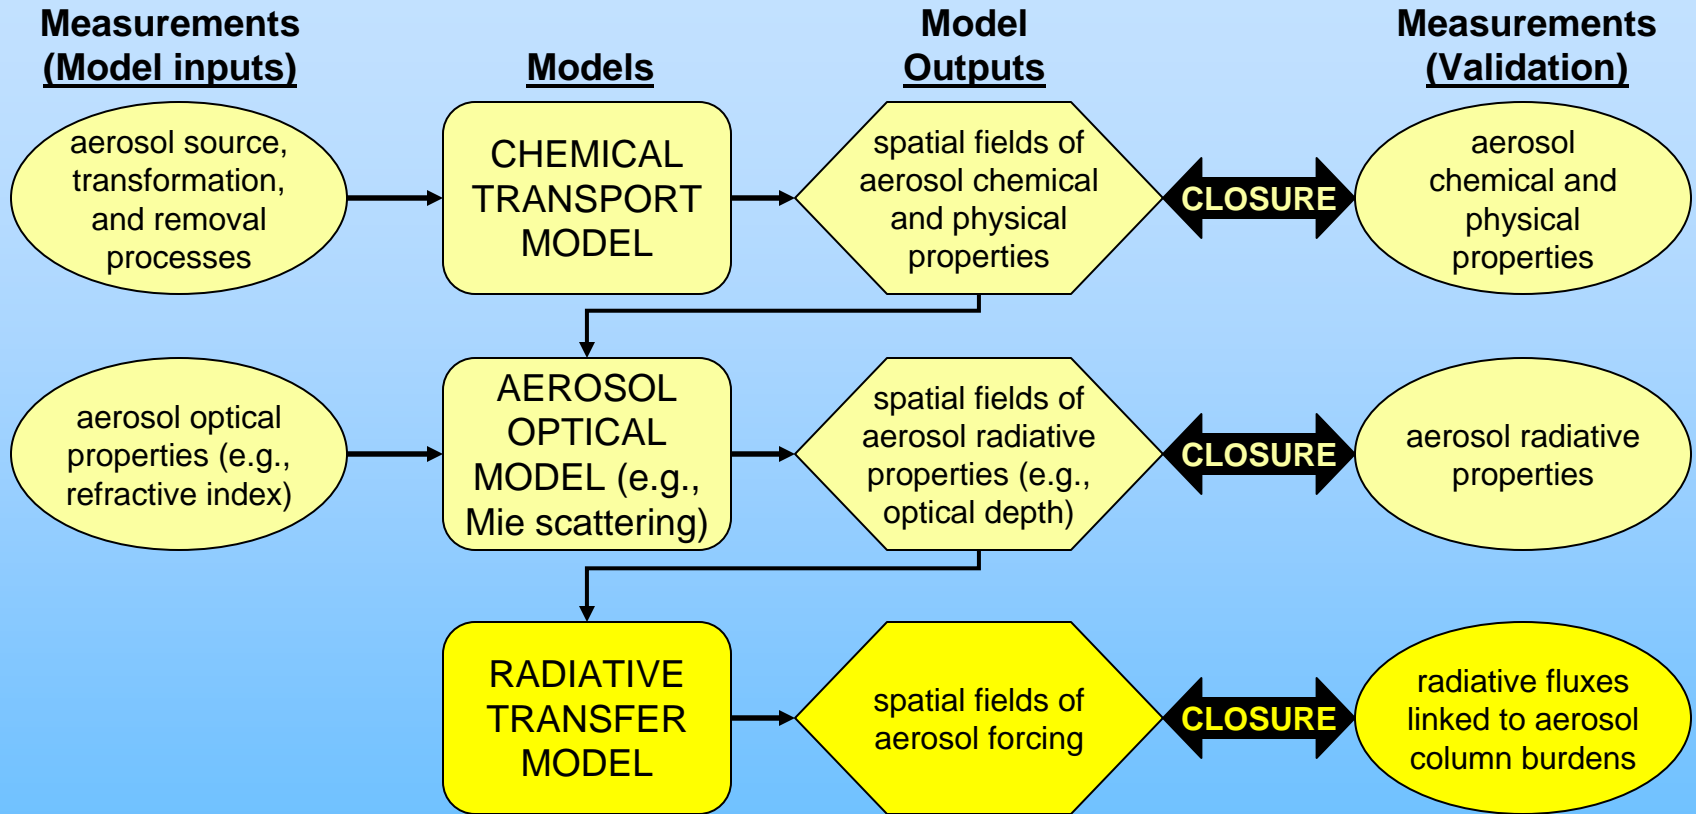 Measurements
(Model inputs)
Models
Model
Outputs
Measurements
(Validation)
aerosol source,
transformation,
and removal
processes
CHEMICAL
TRANSPORT
MODEL
spatial fields of
aerosol chemical
and physical
properties
CLOSURE
aerosol
chemical and
physical
properties
aerosol optical
properties (e.g.,
refractive index)
AEROSOL
OPTICAL
MODEL (e.g.,
Mie scattering)
spatial fields of
aerosol radiative
properties (e.g.,
optical depth)
CLOSURE
aerosol radiative
properties
RADIATIVE
TRANSFER
MODEL
spatial fields of
aerosol forcing
CLOSURE
radiative fluxes
linked to aerosol
column burdens